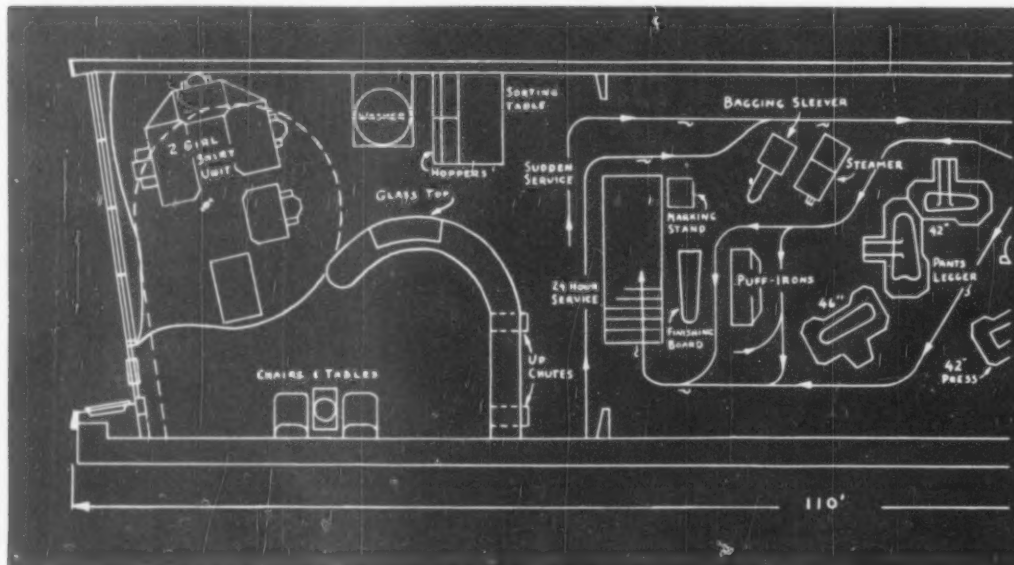 2 GIRL
SHIRT
UNIT
WASHER
HOPPERS
SORTING
TABLE
GLASS TOP
CHAIRS & TABLES
UP
CHUTES
SUDDEN
SERVICE
24 HOUR
SERVICE
MARKING
STAND
FINISHING
BOARD
BAGGING SLEEVER
STEAMER
PUFF-IRONS
42"
PANTS
LEGGER
46"
42"
PRESS
110'